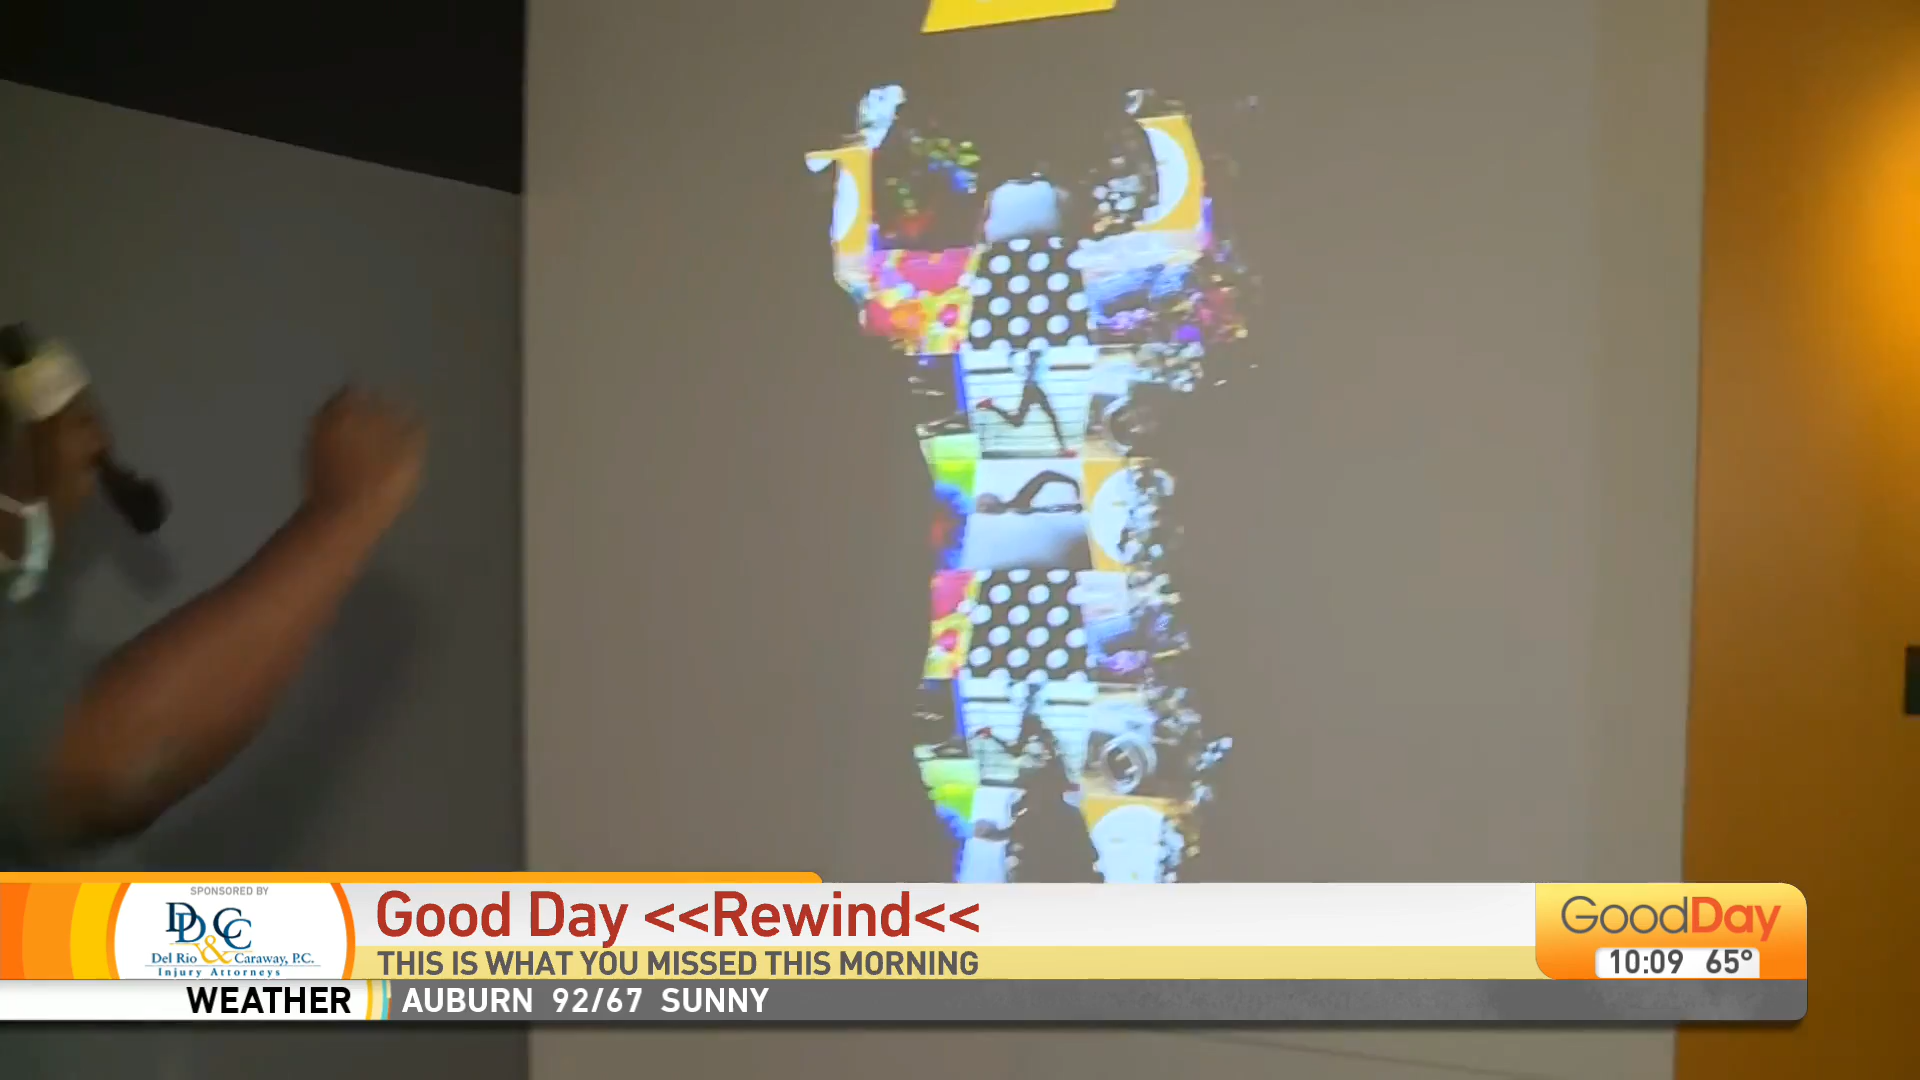 SPONSORED BY
DD&CC
Del Rio & Caraway, P.C.
Injury Attorneys
Good Day <<Rewind<<
THIS IS WHAT YOU MISSED THIS MORNING
GoodDay
10:09 65°
WEATHER AUBURN 92/67 SUNNY